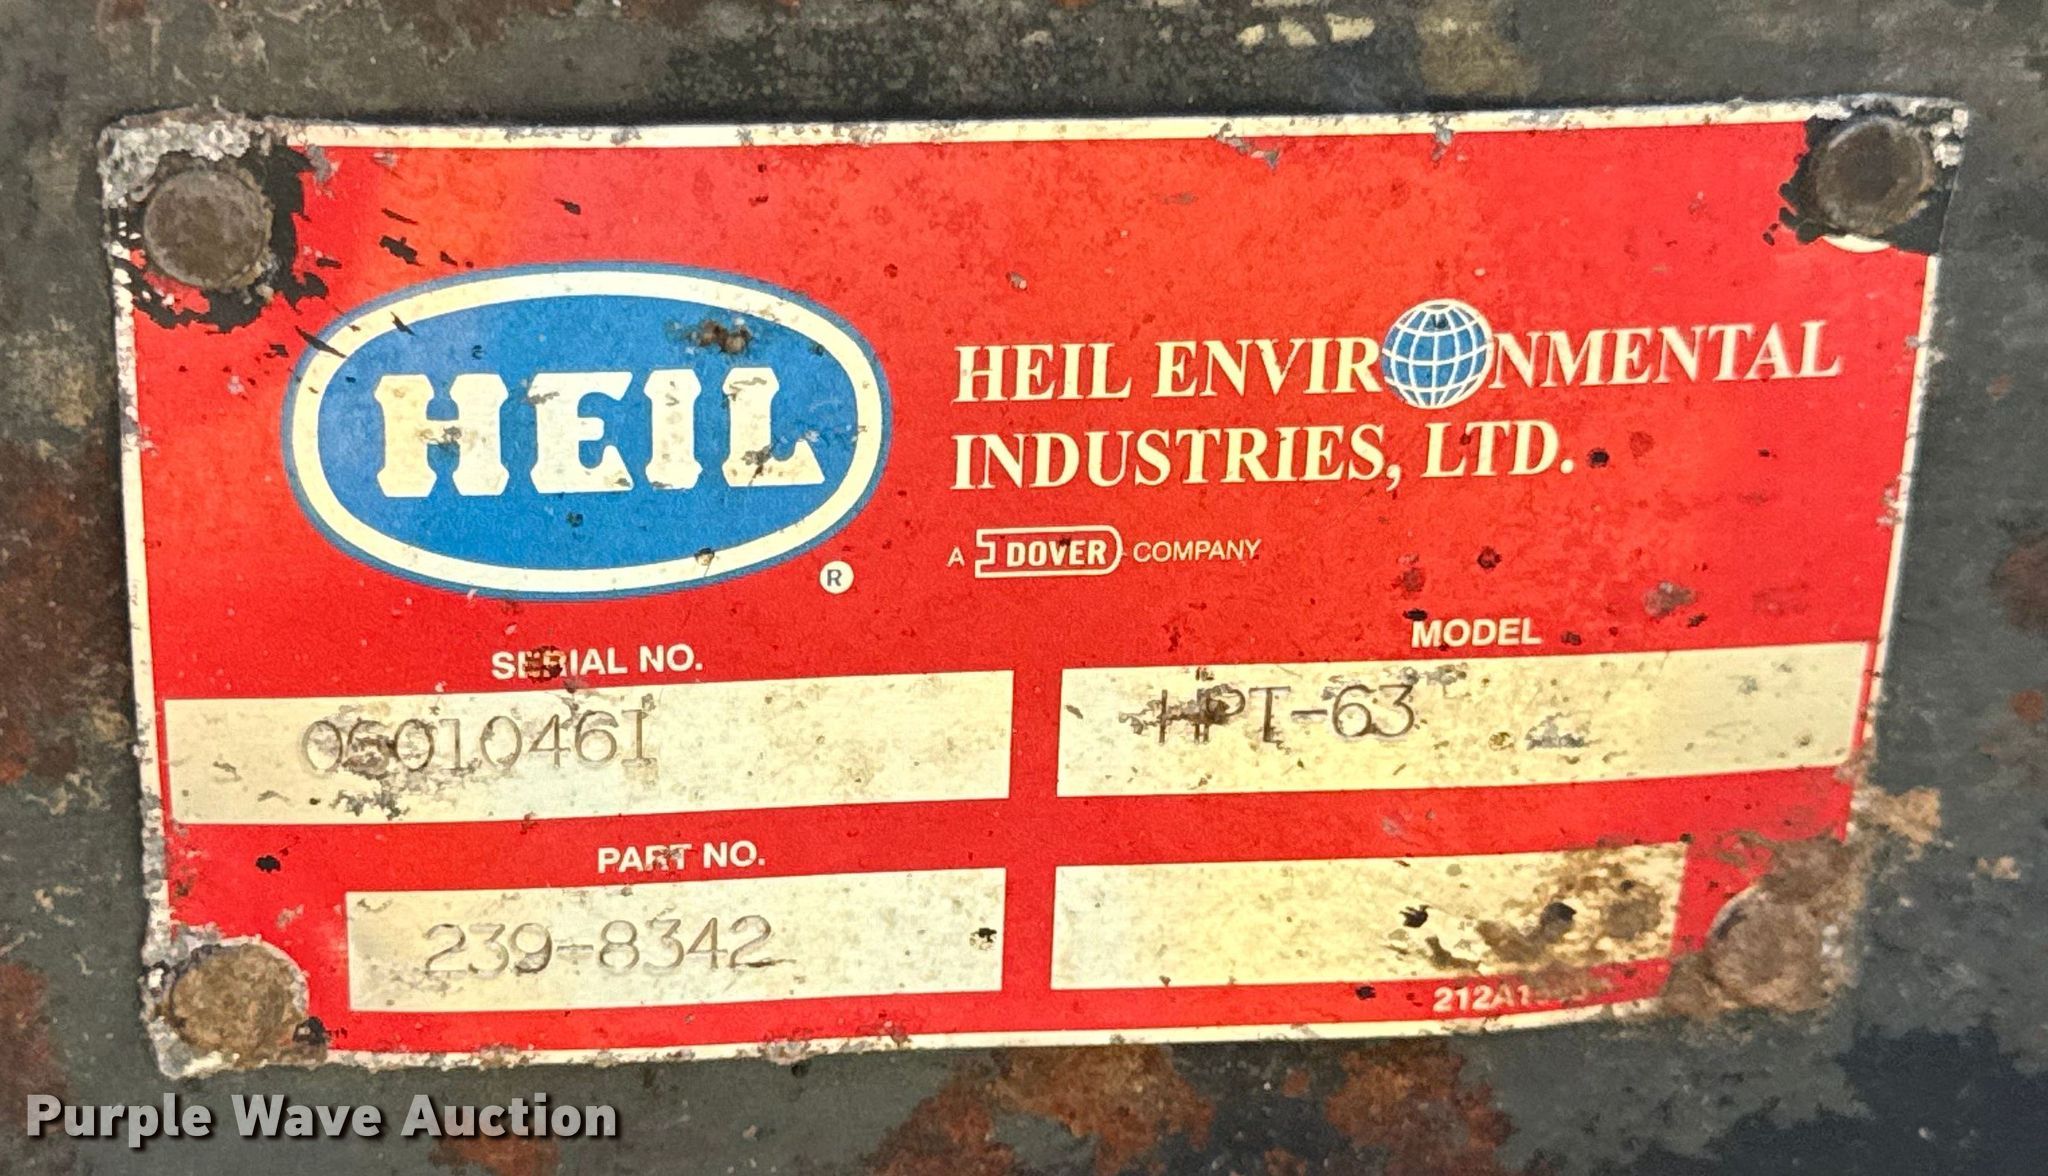 HEIL
®
HEIL ENVIRONMENTAL
INDUSTRIES, LTD.
A DOVER COMPANY
SERIAL NO.
MODEL
HPT-63
PART NO.
239-8342
Purple Wave Auction